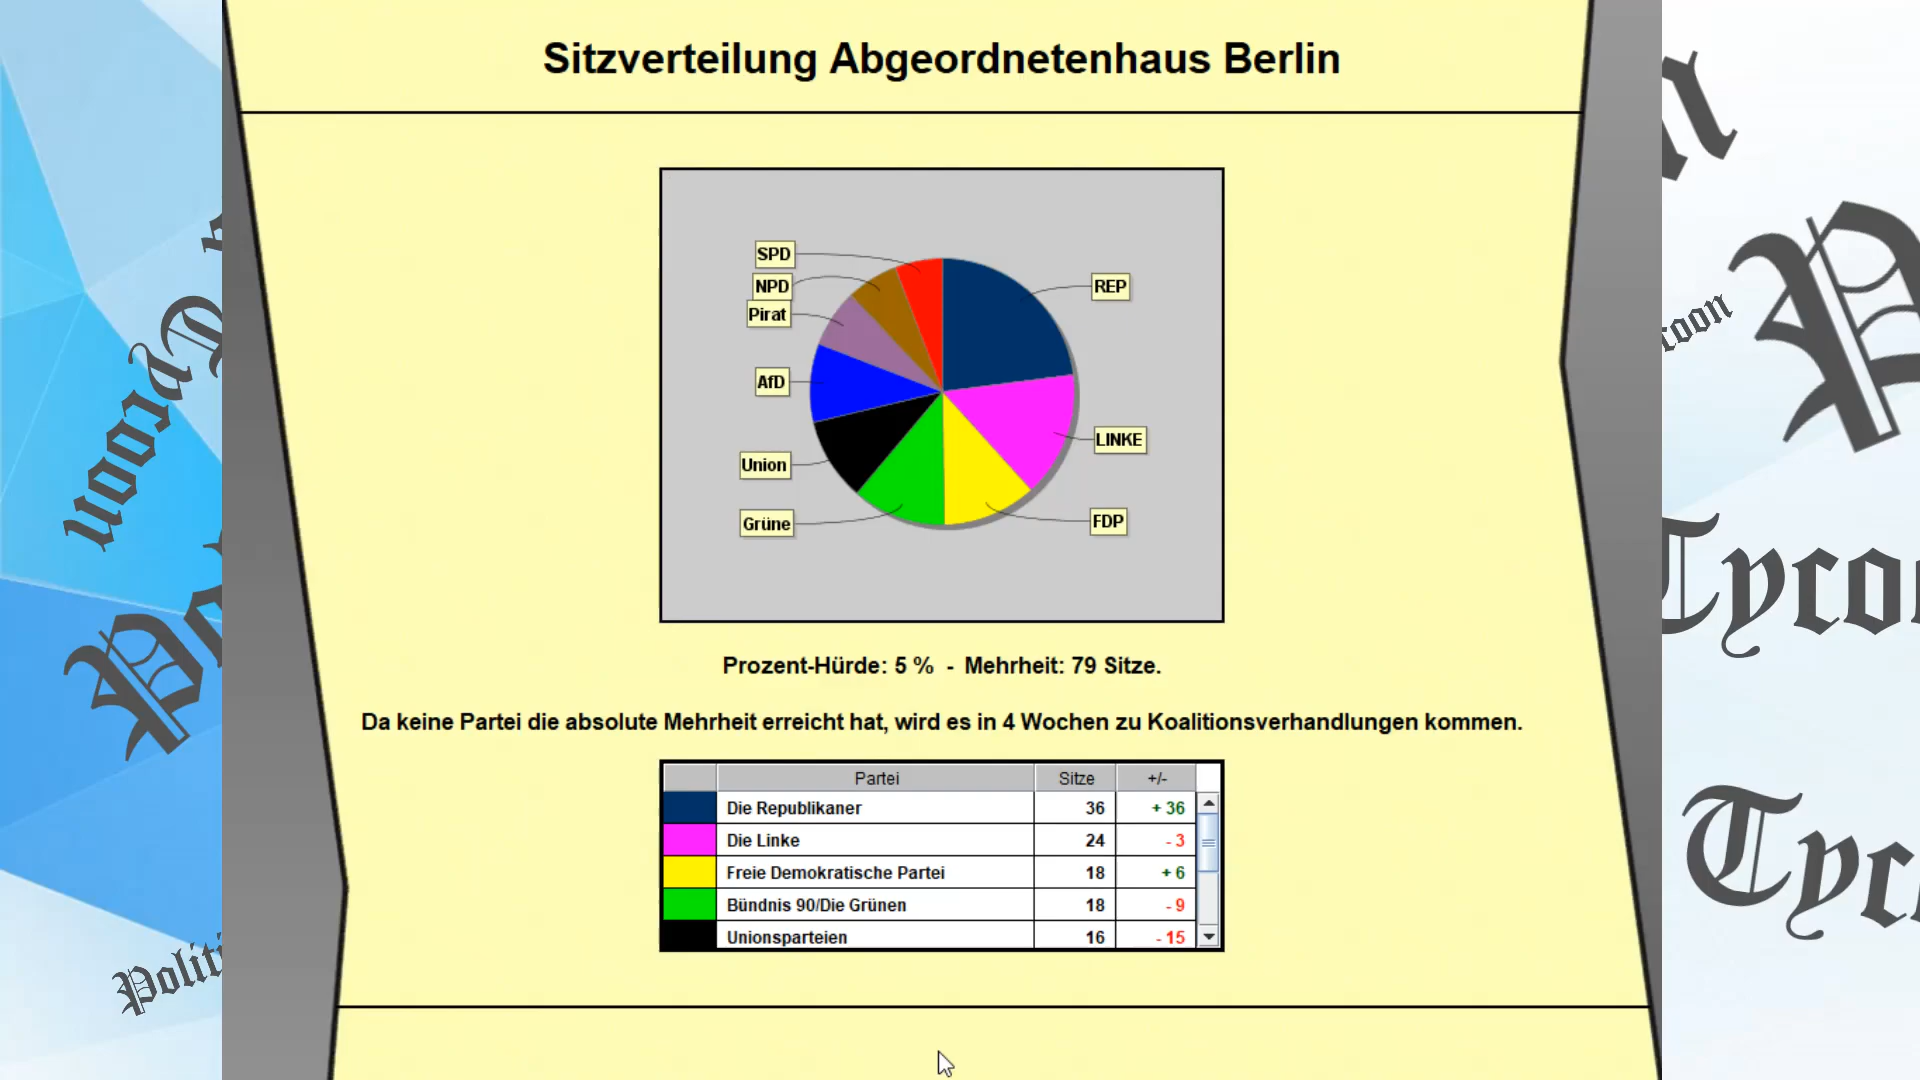 Sitzverteilung Abgeordnetenhaus Berlin
SPD
NPD
REP
Pirat
AfD
LINKE
Union
Grüne
FDP
Prozent-Hürde: 5 % - Mehrheit: 79 Sitze.
Da keine Partei die absolute Mehrheit erreicht hat, wird es in 4 Wochen zu Koalitionsverhandlungen kommen.
Partei Sitze +/-
Die Republikaner 36 + 36
Die Linke 24 - 3
Freie Demokratische Partei 18 + 6
Bündnis 90/Die Grünen 18 - 9
Unionsparteien 16 - 15